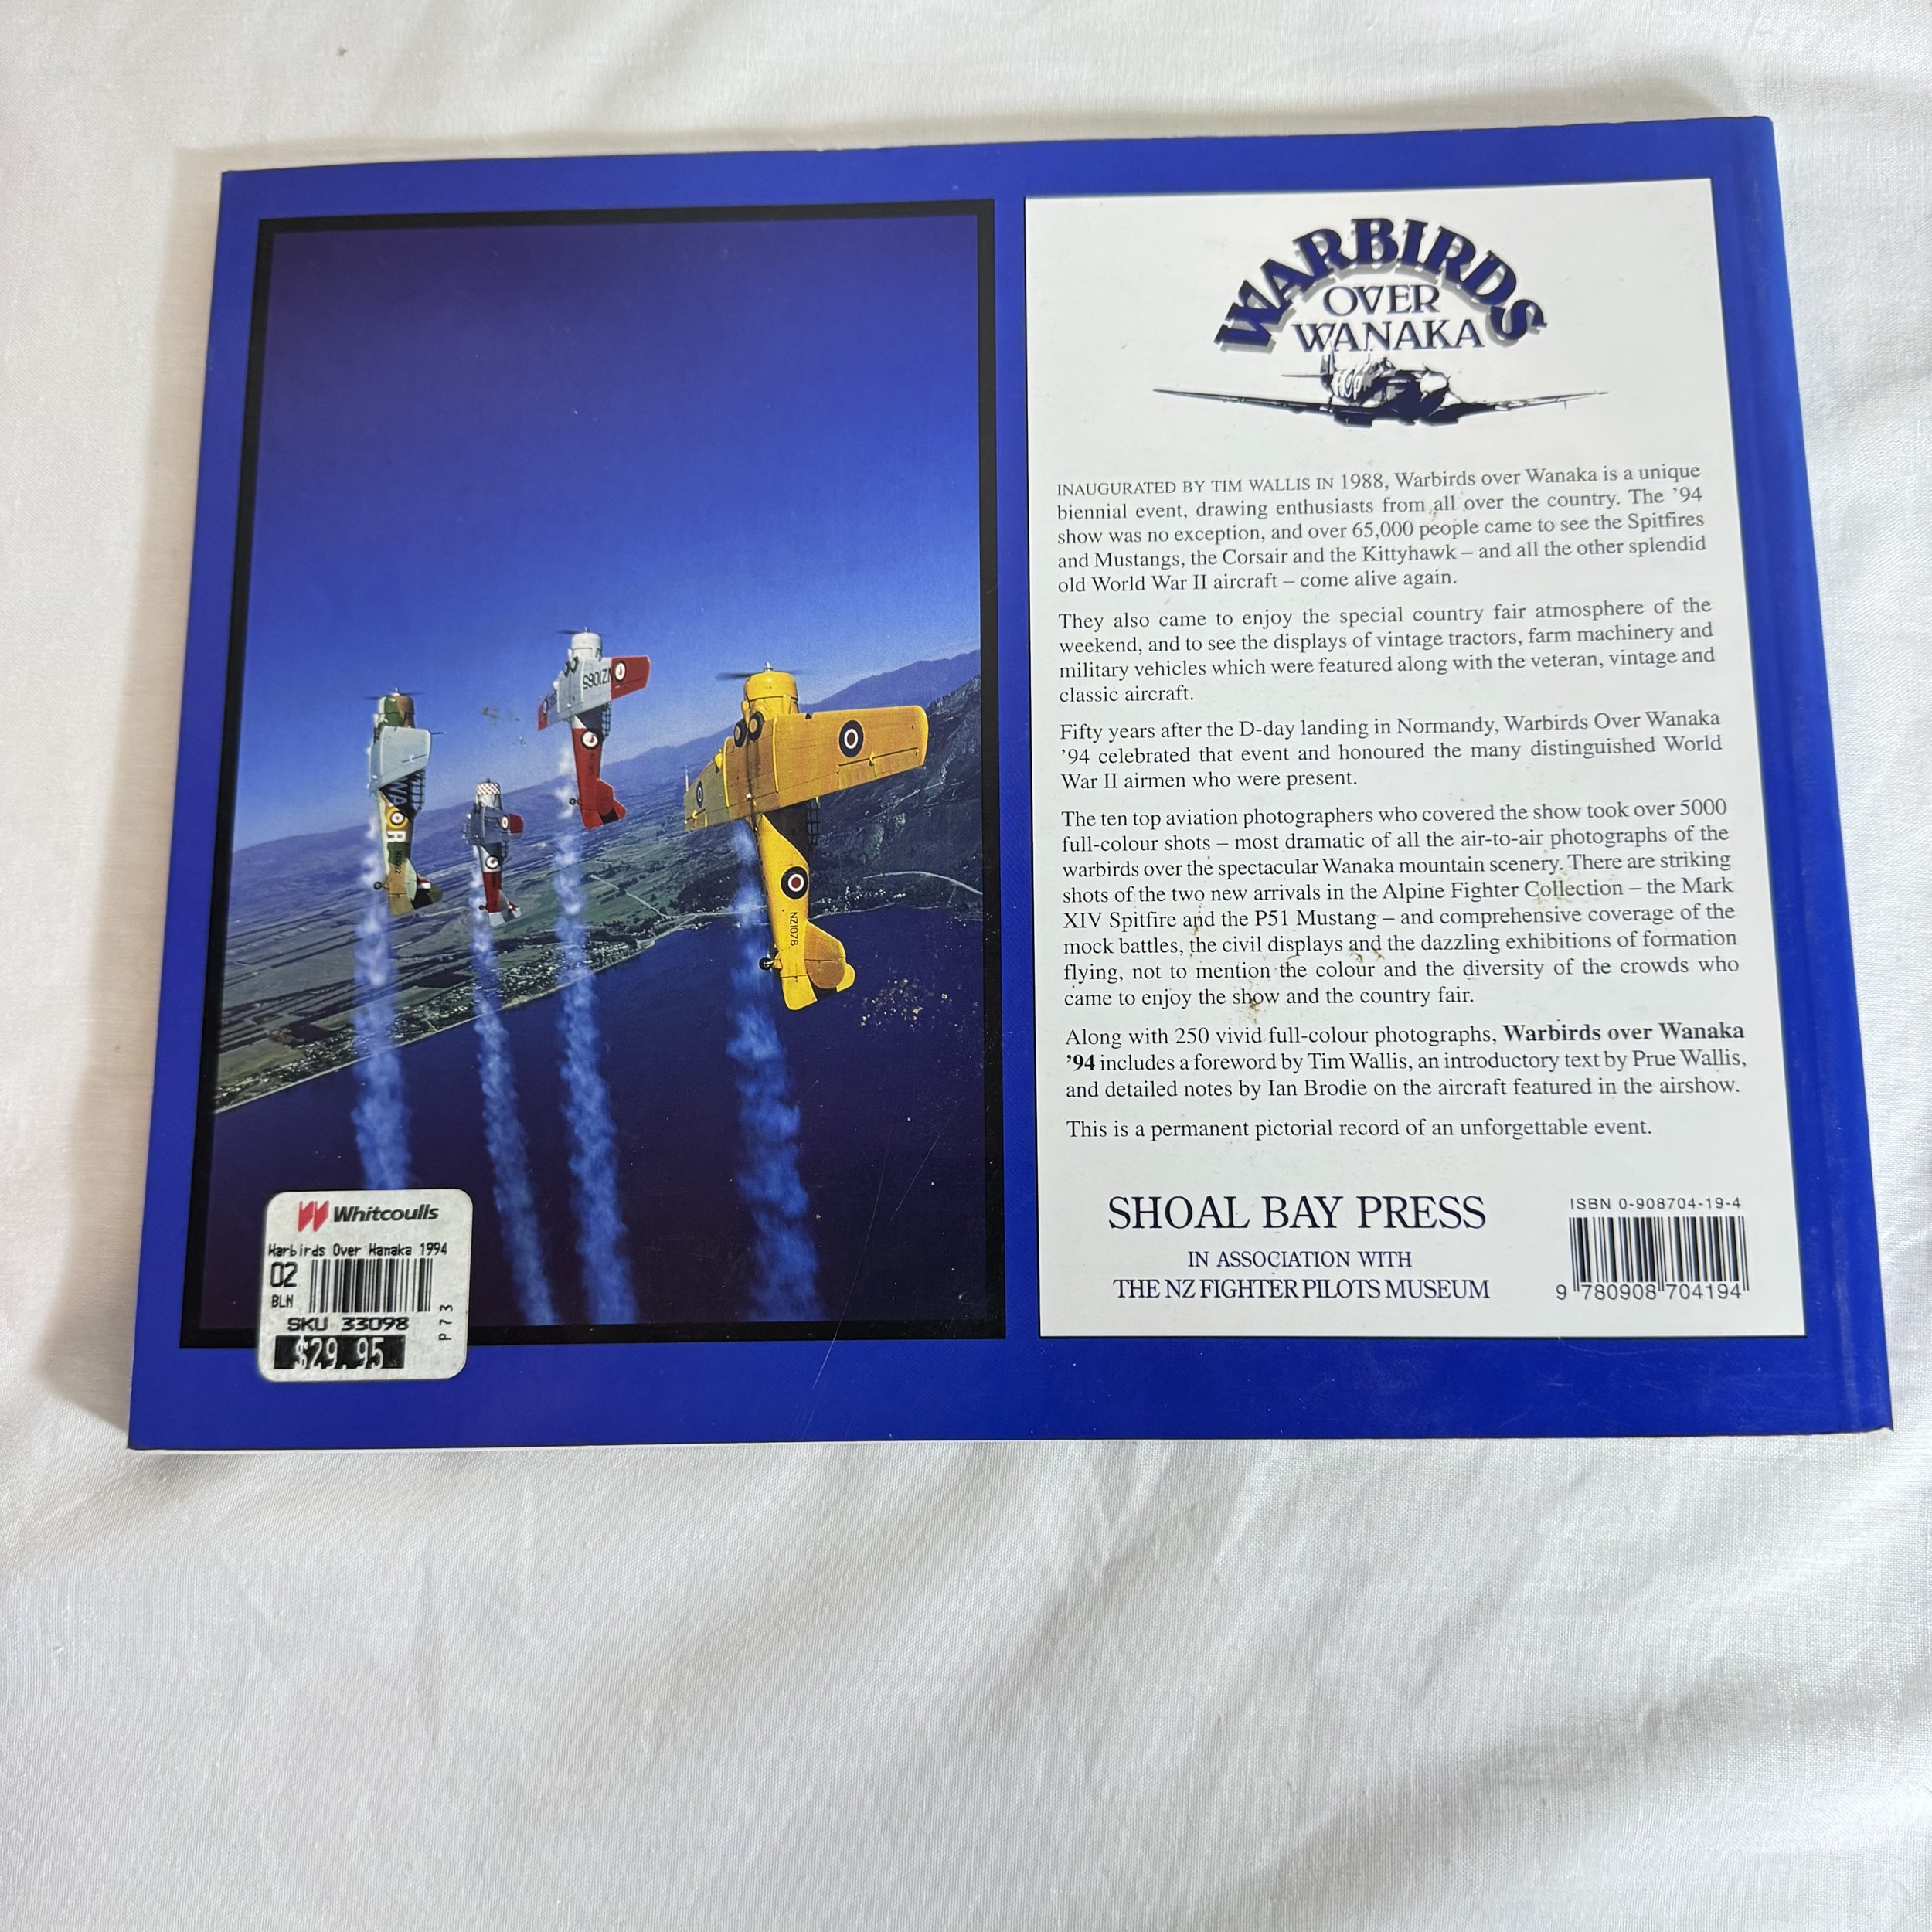 WARBIRDS
OVER
WANAKA
INAUGURATED BY TIM WALLIS IN 1988, Warbirds over Wanaka is a unique
biennial event, drawing enthusiasts from all over the country. The ’94
show was no exception, and over 65,000 people came to see the Spitfires
and Mustangs, the Corsair and the Kittyhawk – and all the other splendid
old World War II aircraft – come alive again.
They also came to enjoy the special country fair atmosphere of the
weekend, and to see the displays of vintage tractors, farm machinery and
military vehicles which were featured along with the veteran, vintage and
classic aircraft.
Fifty years after the D-day landing in Normandy, Warbirds Over Wanaka
’94 celebrated that event and honoured the many distinguished World
War II airmen who were present.
The ten top aviation photographers who covered the show took over 5000
full-colour shots – most dramatic of all the air-to-air photographs of the
warbirds over the spectacular Wanaka mountain scenery. There are striking
shots of the two new arrivals in the Alpine Fighter Collection – the Mark
XIV Spitfire and the P51 Mustang – and comprehensive coverage of the
mock battles, the civil displays and the dazzling exhibitions of formation
flying, not to mention the colour and the diversity of the crowds who
came to enjoy the show and the country fair.
Along with 250 vivid full-colour photographs, Warbirds over Wanaka
’94 includes a foreword by Tim Wallis, an introductory text by Prue Wallis,
and detailed notes by Ian Brodie on the aircraft featured in the airshow.
This is a permanent pictorial record of an unforgettable event.
SHOAL BAY PRESS
IN ASSOCIATION WITH
THE NZ FIGHTER PILOTS MUSEUM
ISBN 0-908704-19-4
9 780908 704194
NZ1065
NZ1078
Whitcoulls
Warbirds Over Wanaka 1994
02
BLN
P73
SKU 33098
$29.95